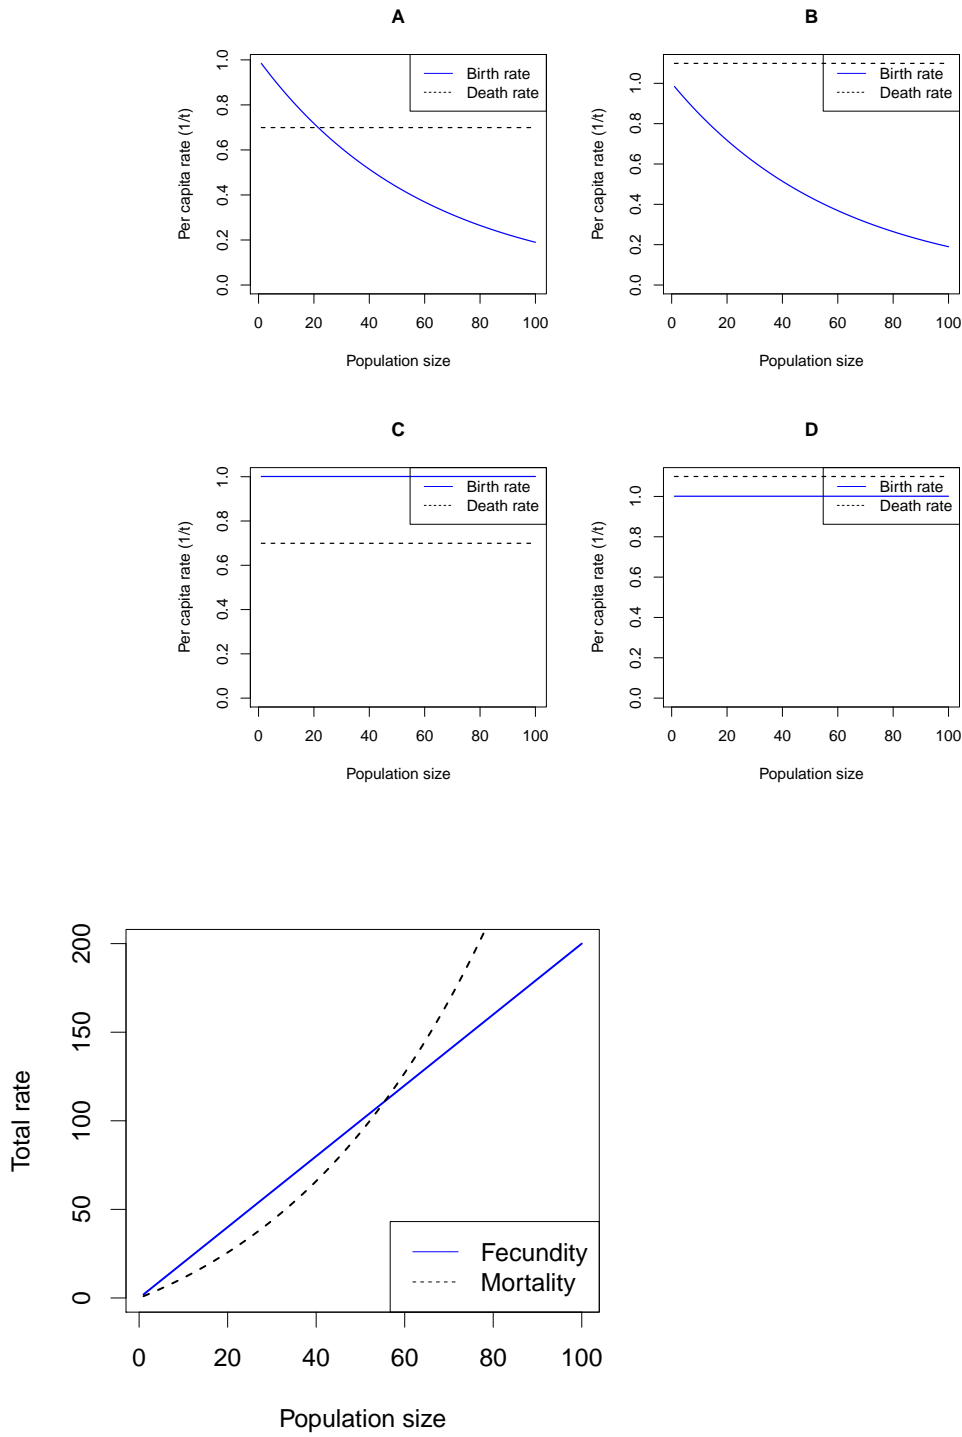 A
Per capita rate (1/t)
0.0 0.2 0.4 0.6 0.8 1.0
Birth rate
Death rate
0 20 40 60 80 100
Population size
B
Per capita rate (1/t)
0.0 0.2 0.4 0.6 0.8 1.0
Birth rate
Death rate
0 20 40 60 80 100
Population size
C
Per capita rate (1/t)
0.0 0.2 0.4 0.6 0.8 1.0
Birth rate
Death rate
0 20 40 60 80 100
Population size
D
Per capita rate (1/t)
0.0 0.2 0.4 0.6 0.8 1.0
Birth rate
Death rate
0 20 40 60 80 100
Population size
Total rate
0 50 100 150 200
Fecundity
Mortality
0 20 40 60 80 100
Population size